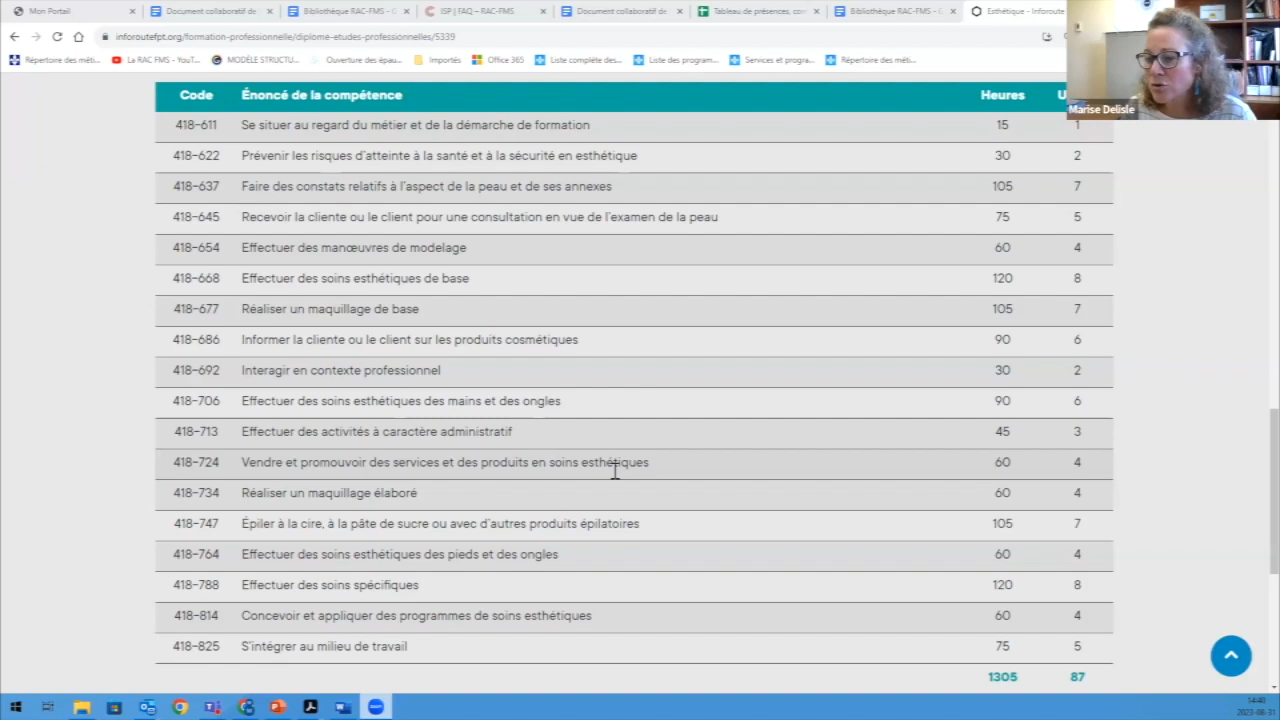 Mon Portail
Document collaboratif de
Bibliothèque RAC-FMS - G
ISP | FAQ – RAC-FMS
Document collaboratif de
Tableau de présences, co
Bibliothèque RAC-FMS - G
Esthétique - Inforoute
inforoutefpt.org/formation-professionnelle/diplome-etudes-professionnelles/5339
Répertoire des méti...
La RAC FMS - YouT...
MODÈLE STRUCTU...
Ouverture des épau...
Importés
Office 365
Liste complète des...
Liste des program...
Services et progra...
Répertoire des méti...
Marise Delisle
Code Énoncé de la compétence Heures U
418-611 Se situer au regard du métier et de la démarche de formation 15 1
418-622 Prévenir les risques d'atteinte à la santé et à la sécurité en esthétique 30 2
418-637 Faire des constats relatifs à l'aspect de la peau et de ses annexes 105 7
418-645 Recevoir la cliente ou le client pour une consultation en vue de l'examen de la peau 75 5
418-654 Effectuer des manœuvres de modelage 60 4
418-668 Effectuer des soins esthétiques de base 120 8
418-677 Réaliser un maquillage de base 105 7
418-686 Informer la cliente ou le client sur les produits cosmétiques 90 6
418-692 Interagir en contexte professionnel 30 2
418-706 Effectuer des soins esthétiques des mains et des ongles 90 6
418-713 Effectuer des activités à caractère administratif 45 3
418-724 Vendre et promouvoir des services et des produits en soins esthétiques 60 4
418-734 Réaliser un maquillage élaboré 60 4
418-747 Épiler à la cire, à la pâte de sucre ou avec d'autres produits épilatoires 105 7
418-764 Effectuer des soins esthétiques des pieds et des ongles 60 4
418-788 Effectuer des soins spécifiques 120 8
418-814 Concevoir et appliquer des programmes de soins esthétiques 60 4
418-825 S'intégrer au milieu de travail 75 5
1305 87
14:40
2023-08-31